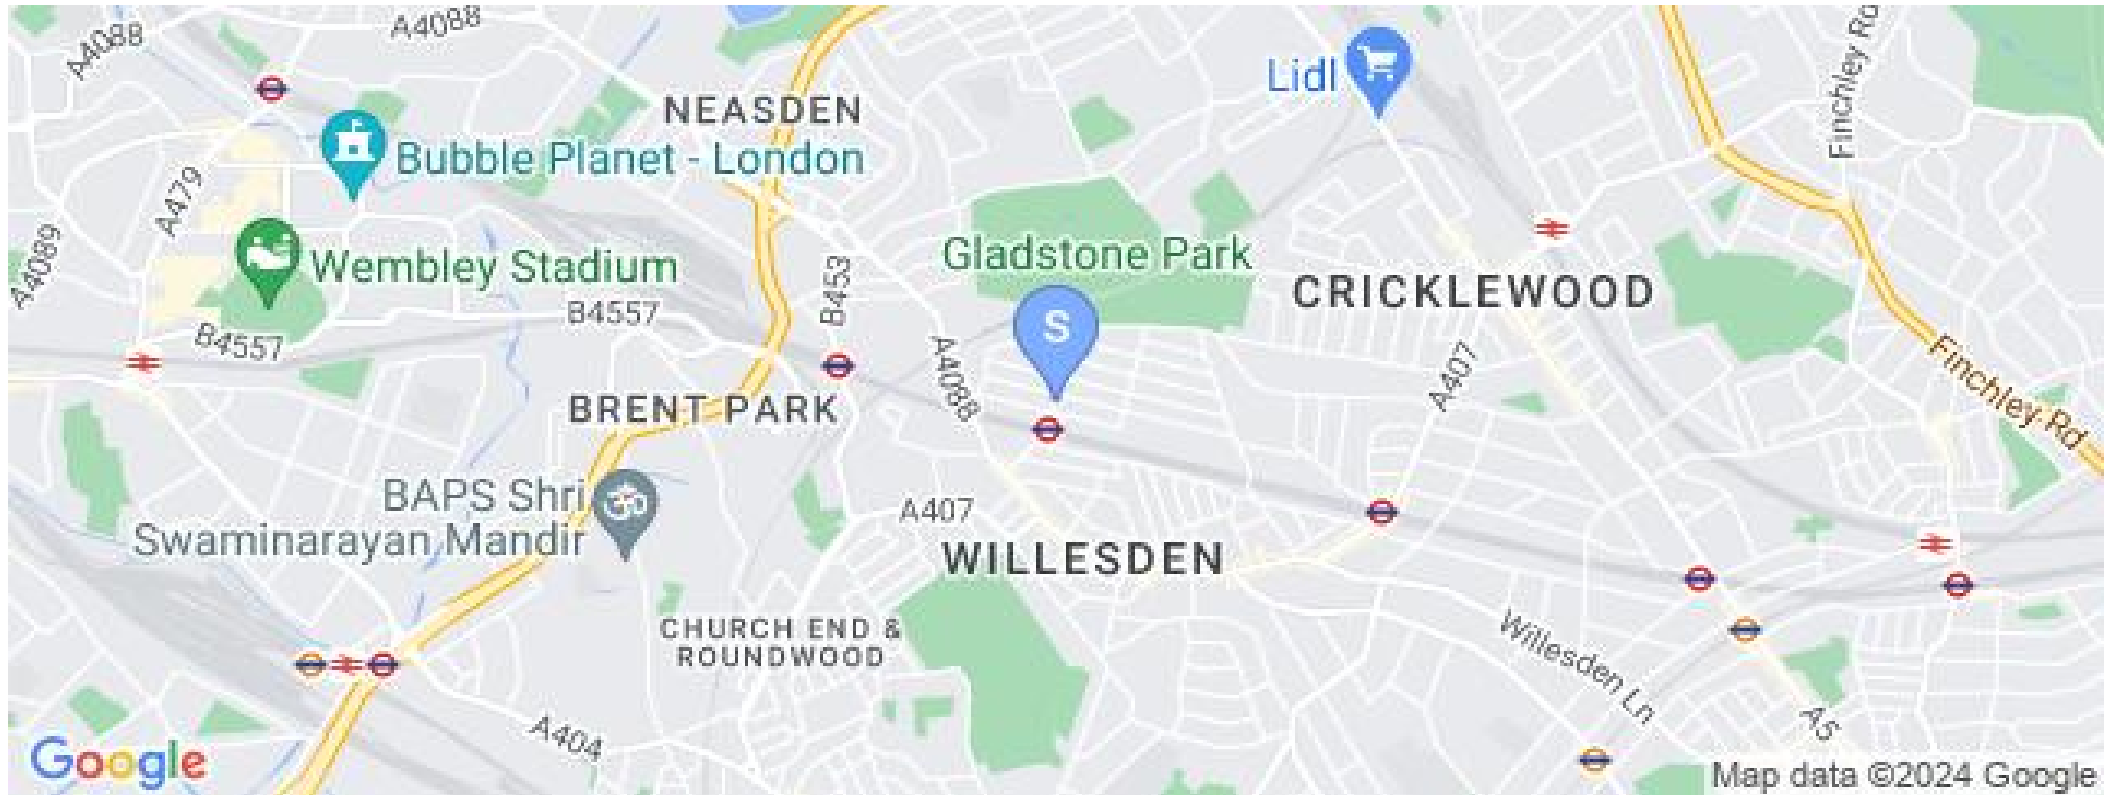 A4088
A4088
Finchley Rd
Lidl
NEASDEN
Bubble Planet - London
A479
A4089
Wembley Stadium
Gladstone Park
B453
CRICKLEWOOD
S
B4557
B4557
A4088
A407
Finchley Rd
BRENT PARK
BAPS Shri
Swaminarayan Mandir
A407
WILLESDEN
CHURCH END &
ROUNDWOOD
Willesden Ln
A5
A404
Google
Map data ©2024 Google